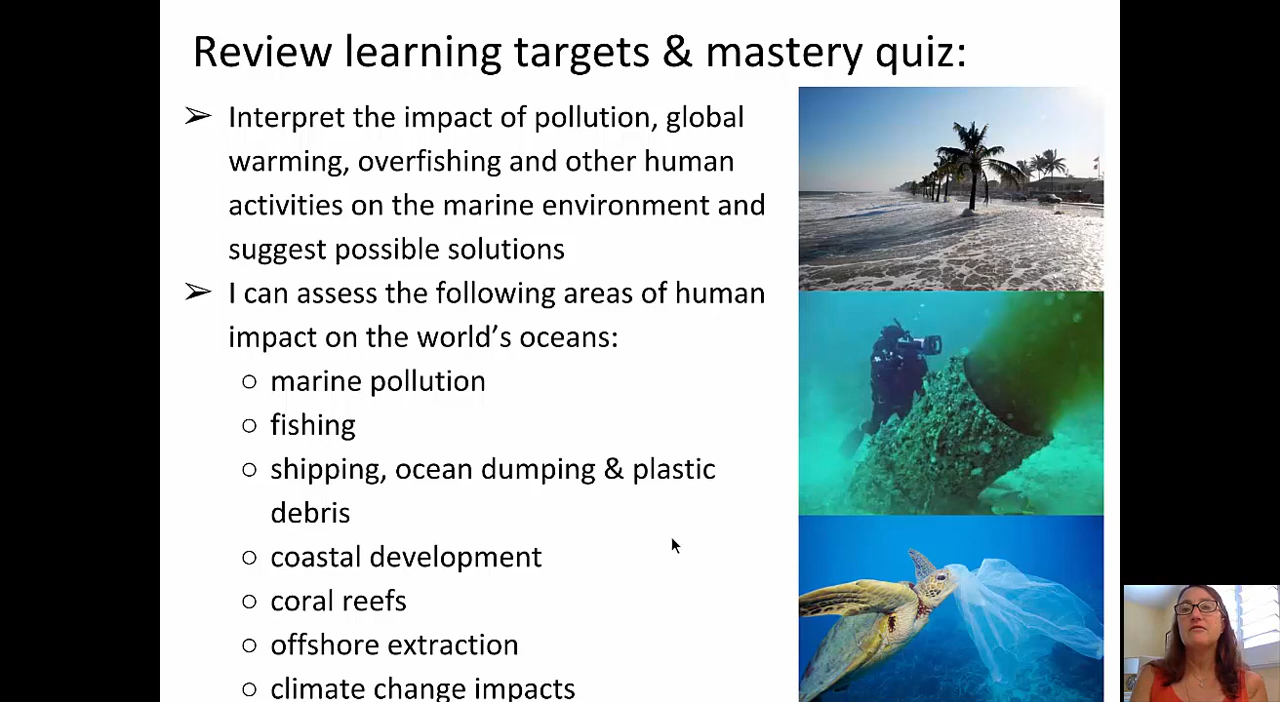 Review learning targets & mastery quiz:
➢ Interpret the impact of pollution, global
warming, overfishing and other human
activities on the marine environment and
suggest possible solutions
➢ I can assess the following areas of human
impact on the world’s oceans:
○ marine pollution
○ fishing
○ shipping, ocean dumping & plastic
debris
○ coastal development
○ coral reefs
○ offshore extraction
○ climate change impacts